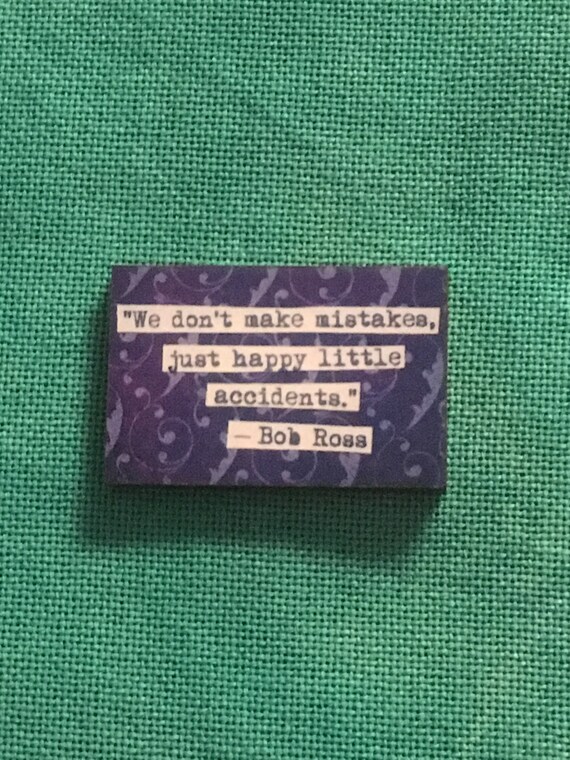 "We don't make mistakes,
just happy little
accidents."
— Bob Ross